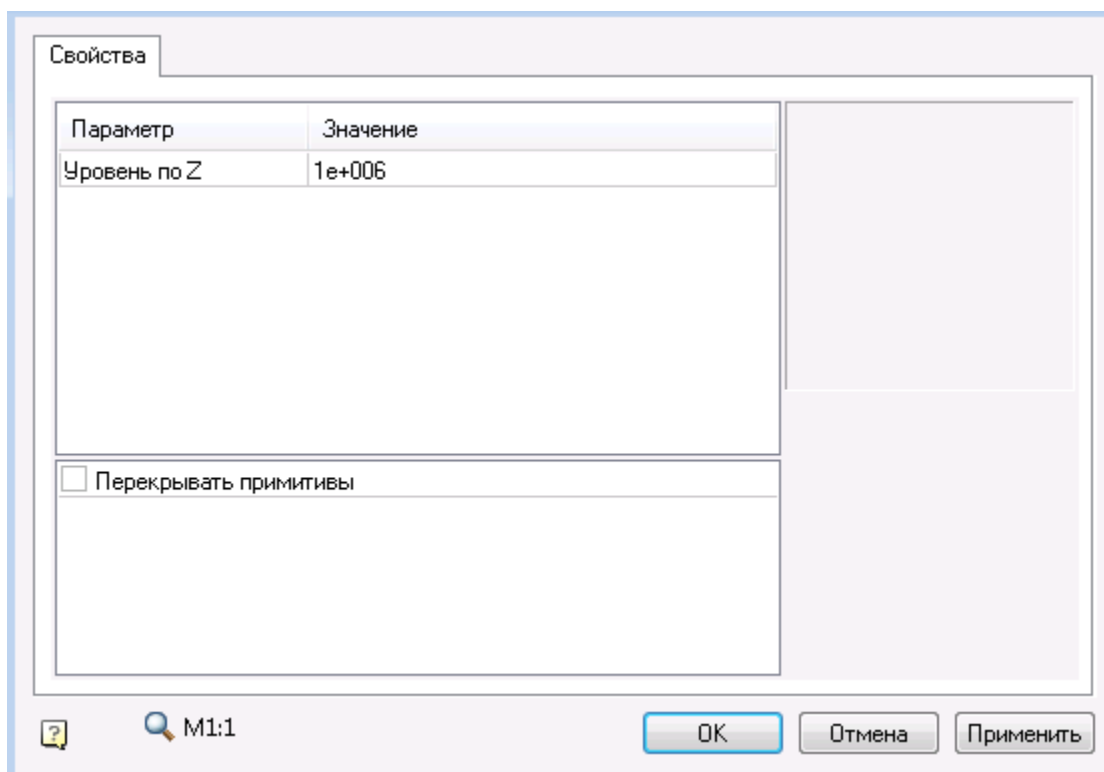 Свойства
Параметр Значение
Уровень по Z 1e+006
Перекрывать примитивы
M1:1 OK Отмена Применить